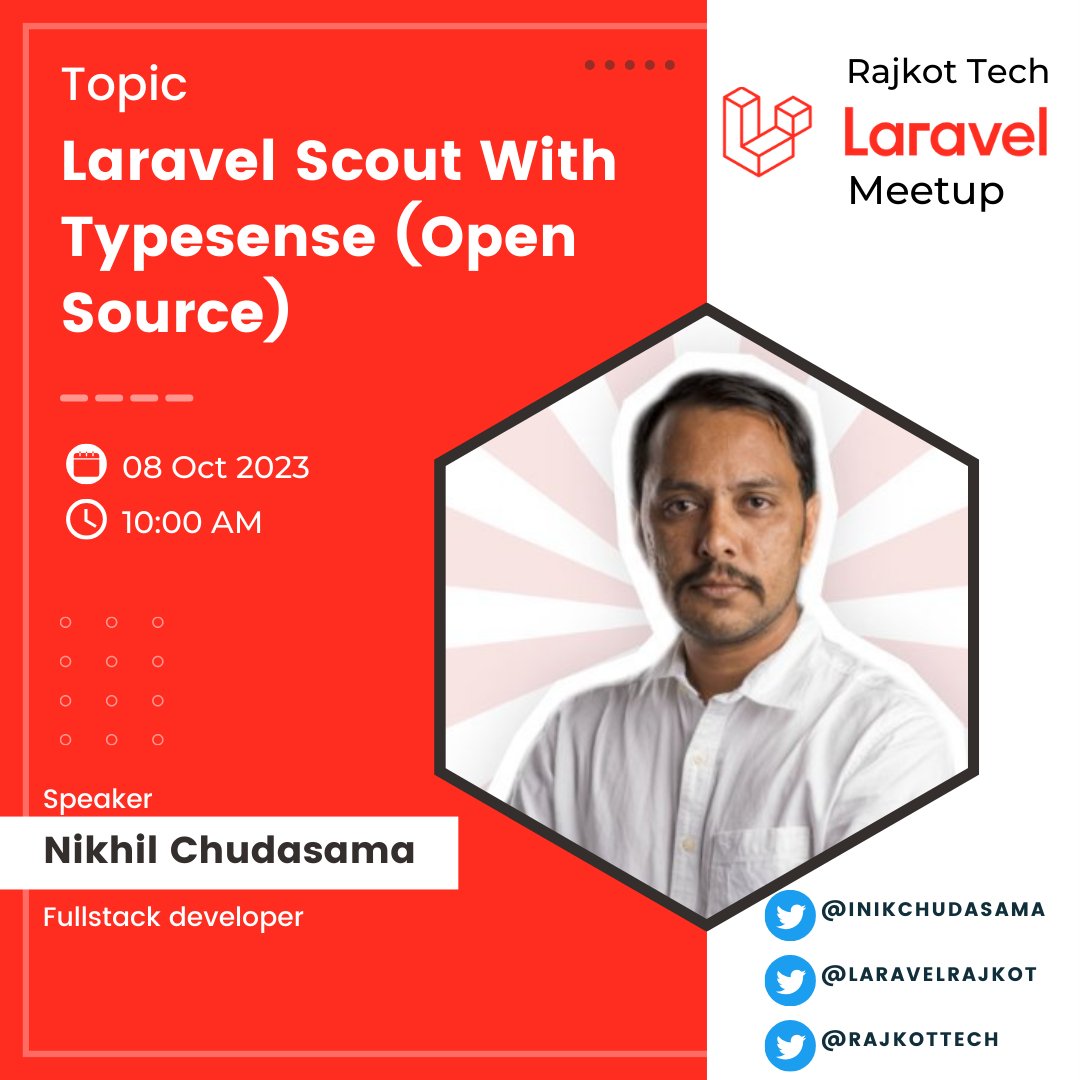 Topic
Laravel Scout With
Typesense (Open
Source)
08 Oct 2023
10:00 AM
Speaker
Nikhil Chudasama
Fullstack developer
Rajkot Tech
Laravel
Meetup
@INIKCHUDASAMA
@LARAVELRAJKOT
@RAJKOTTECH